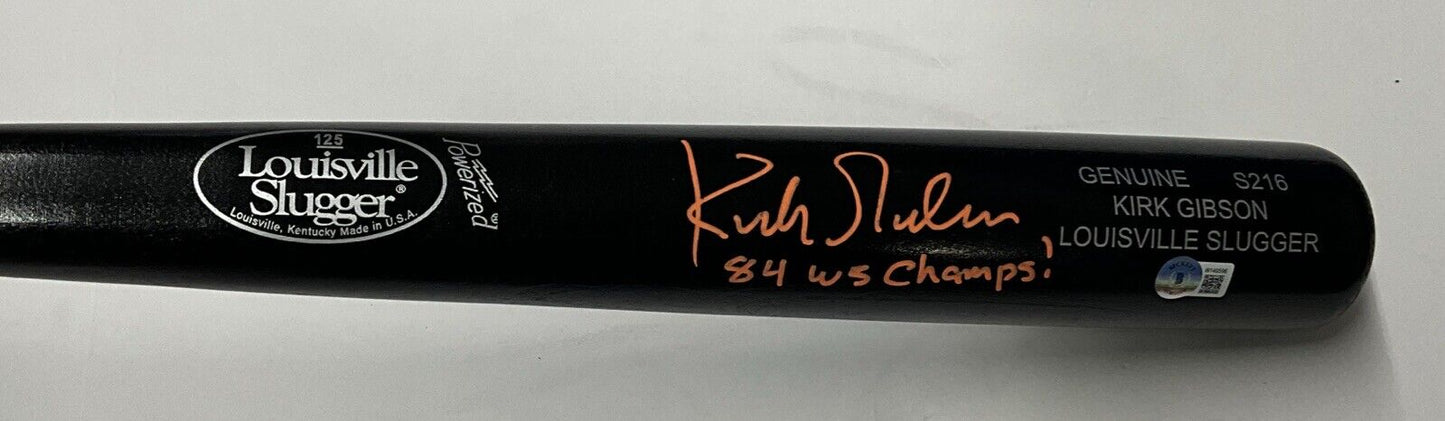 125
Louisville
Slugger®
Louisville, Kentucky Made in U.S.A.
Powerized
Kirk Gibson
84 WS Champs!
GENUINE S216
KIRK GIBSON
LOUISVILLE SLUGGER
BECKETT
B